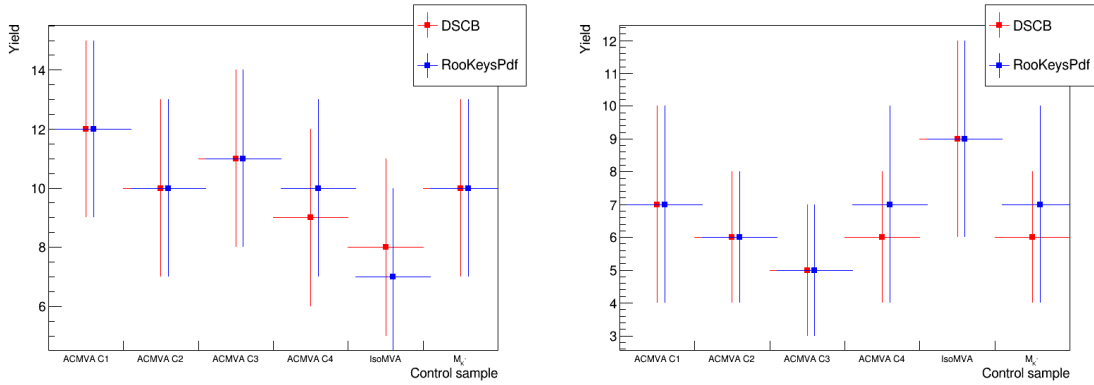 Yield
DSCB
RooKeysPdf
14
12
10
8
6
ACMVA C1 ACMVA C2 ACMVA C3 ACMVA C4 IsoMVA
Control sample
Yield
DSCB
RooKeysPdf
12
11
10
9
8
7
6
5
4
3
ACMVA C1 ACMVA C2 ACMVA C3 ACMVA C4 IsoMVA
Control sample